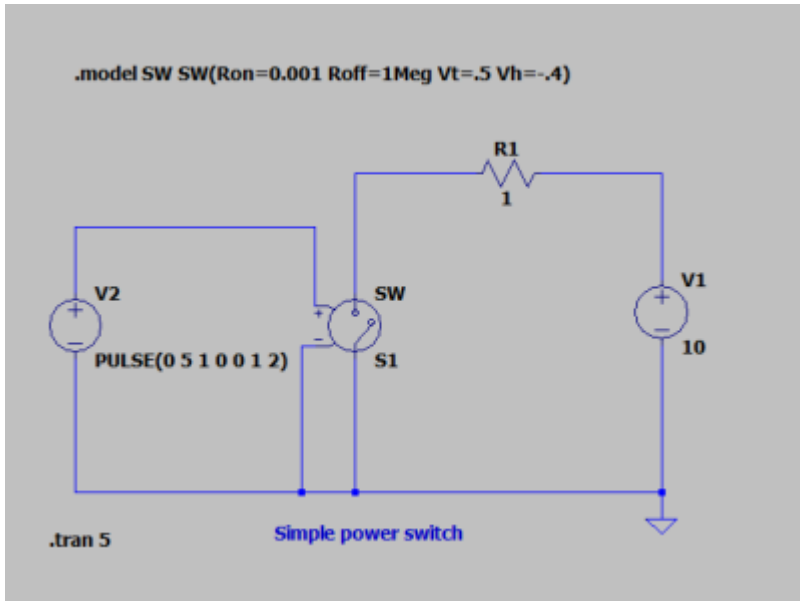 .model SW SW(Ron=0.001 Roff=1Meg Vt=.5 Vh=-.4)
R1
1
V2
SW
V1
+
+
+
−
−
−
PULSE(0 5 1 0 0 1 2)
S1
10
.tran 5
Simple power switch